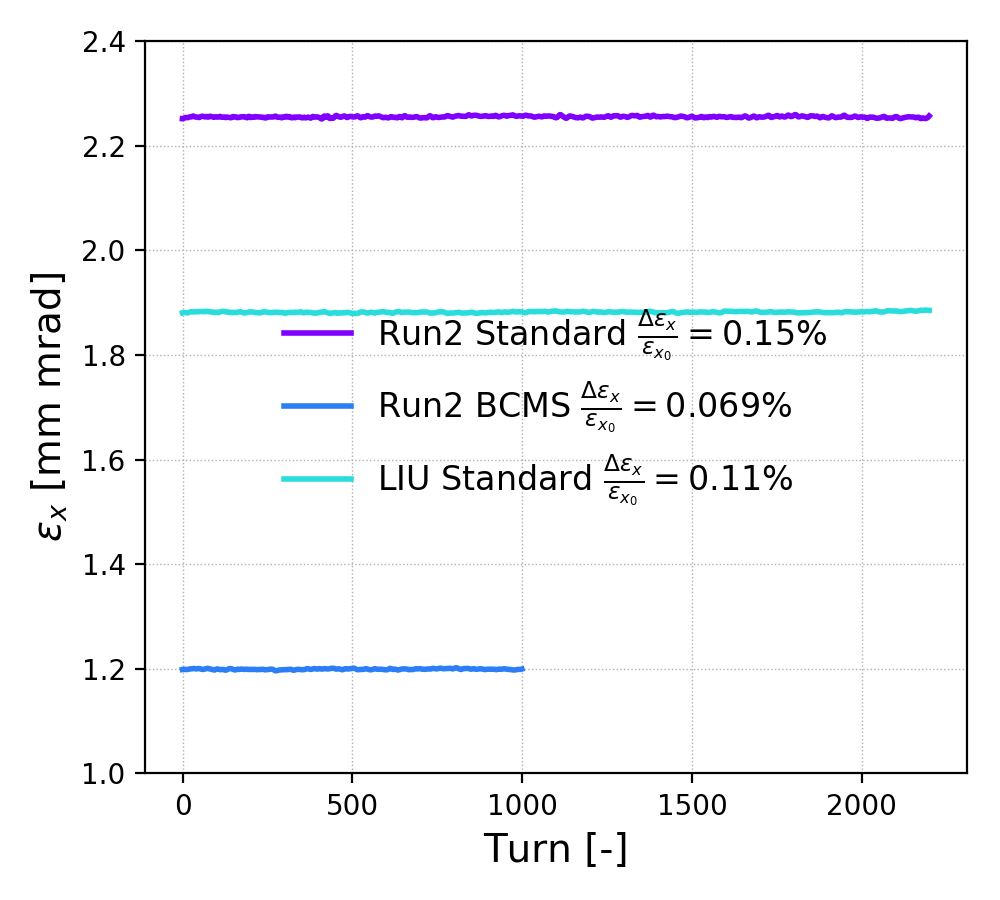 2.4
2.2
2.0
1.8
1.6
1.4
1.2
1.0
εx [mm mrad]
Run2 Standard Δεx/εx0 = 0.15%
Run2 BCMS Δεx/εx0 = 0.069%
LIU Standard Δεx/εx0 = 0.11%
0 500 1000 1500 2000
Turn [-]